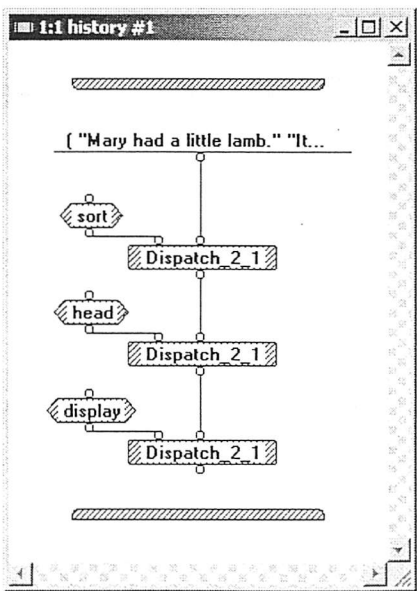 1:1 history #1
( "Mary had a little lamb." "It...
sort
Dispatch_2_1
head
Dispatch_2_1
display
Dispatch_2_1